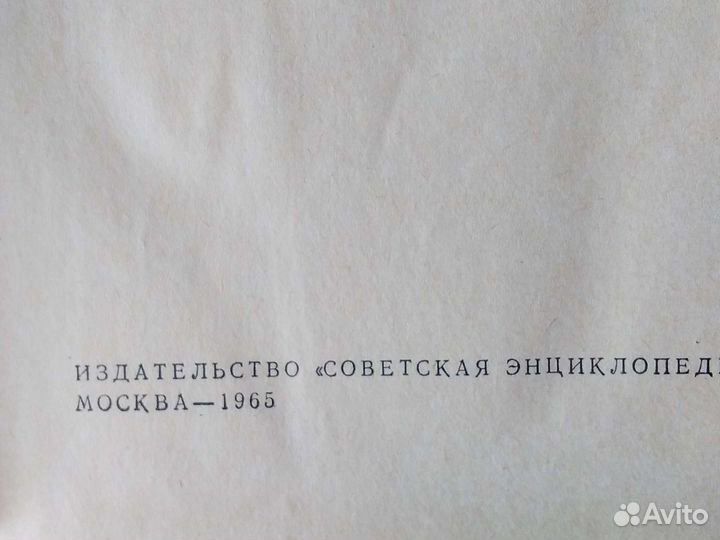 ИЗДАТЕЛЬСТВО «СОВЕТСКАЯ ЭНЦИКЛОПЕДИ
МОСКВА—1965
Avito